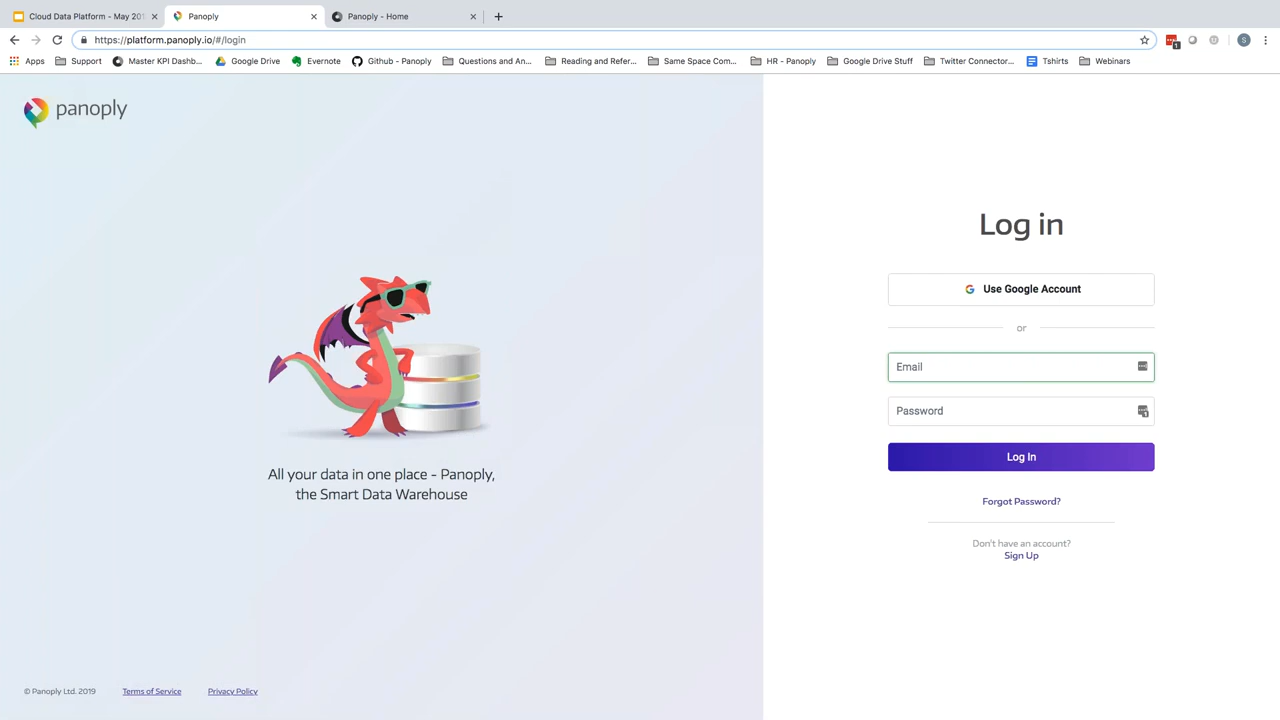 Cloud Data Platform - May 201
Panoply
Panoply - Home
https://platform.panoply.io/#/login
Apps
Support
Master KPI Dashb...
Google Drive
Evernote
Github - Panoply
Questions and An...
Reading and Refer...
Same Space Com...
HR - Panoply
Google Drive Stuff
Twitter Connector...
Tshirts
Webinars
panoply
All your data in one place - Panoply,
the Smart Data Warehouse
© Panoply Ltd. 2019
Terms of Service
Privacy Policy
Log in
Use Google Account
or
Email
Password
Log In
Forgot Password?
Don't have an account?
Sign Up